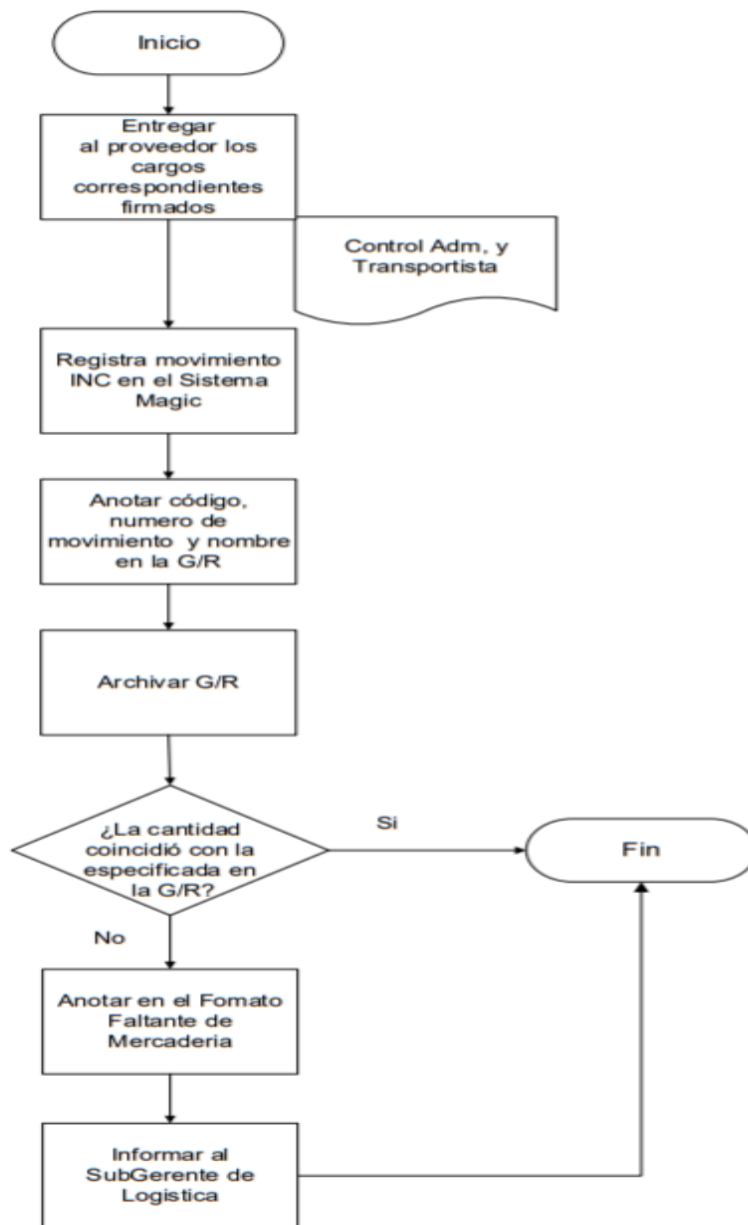 Inicio
Entregar
al proveedor los
cargos
correspondientes
firmados
Control Adm, y
Transportista
Registra movimiento
INC en el Sistema
Magic
Anotar código,
numero de
movimiento y nombre
en la G/R
Archivar G/R
¿La cantidad
coincidió con la
especificada en
la G/R?
Si
Fin
No
Anotar en el Fomato
Faltante de
Mercaderia
Informar al
SubGerente de
Logistica